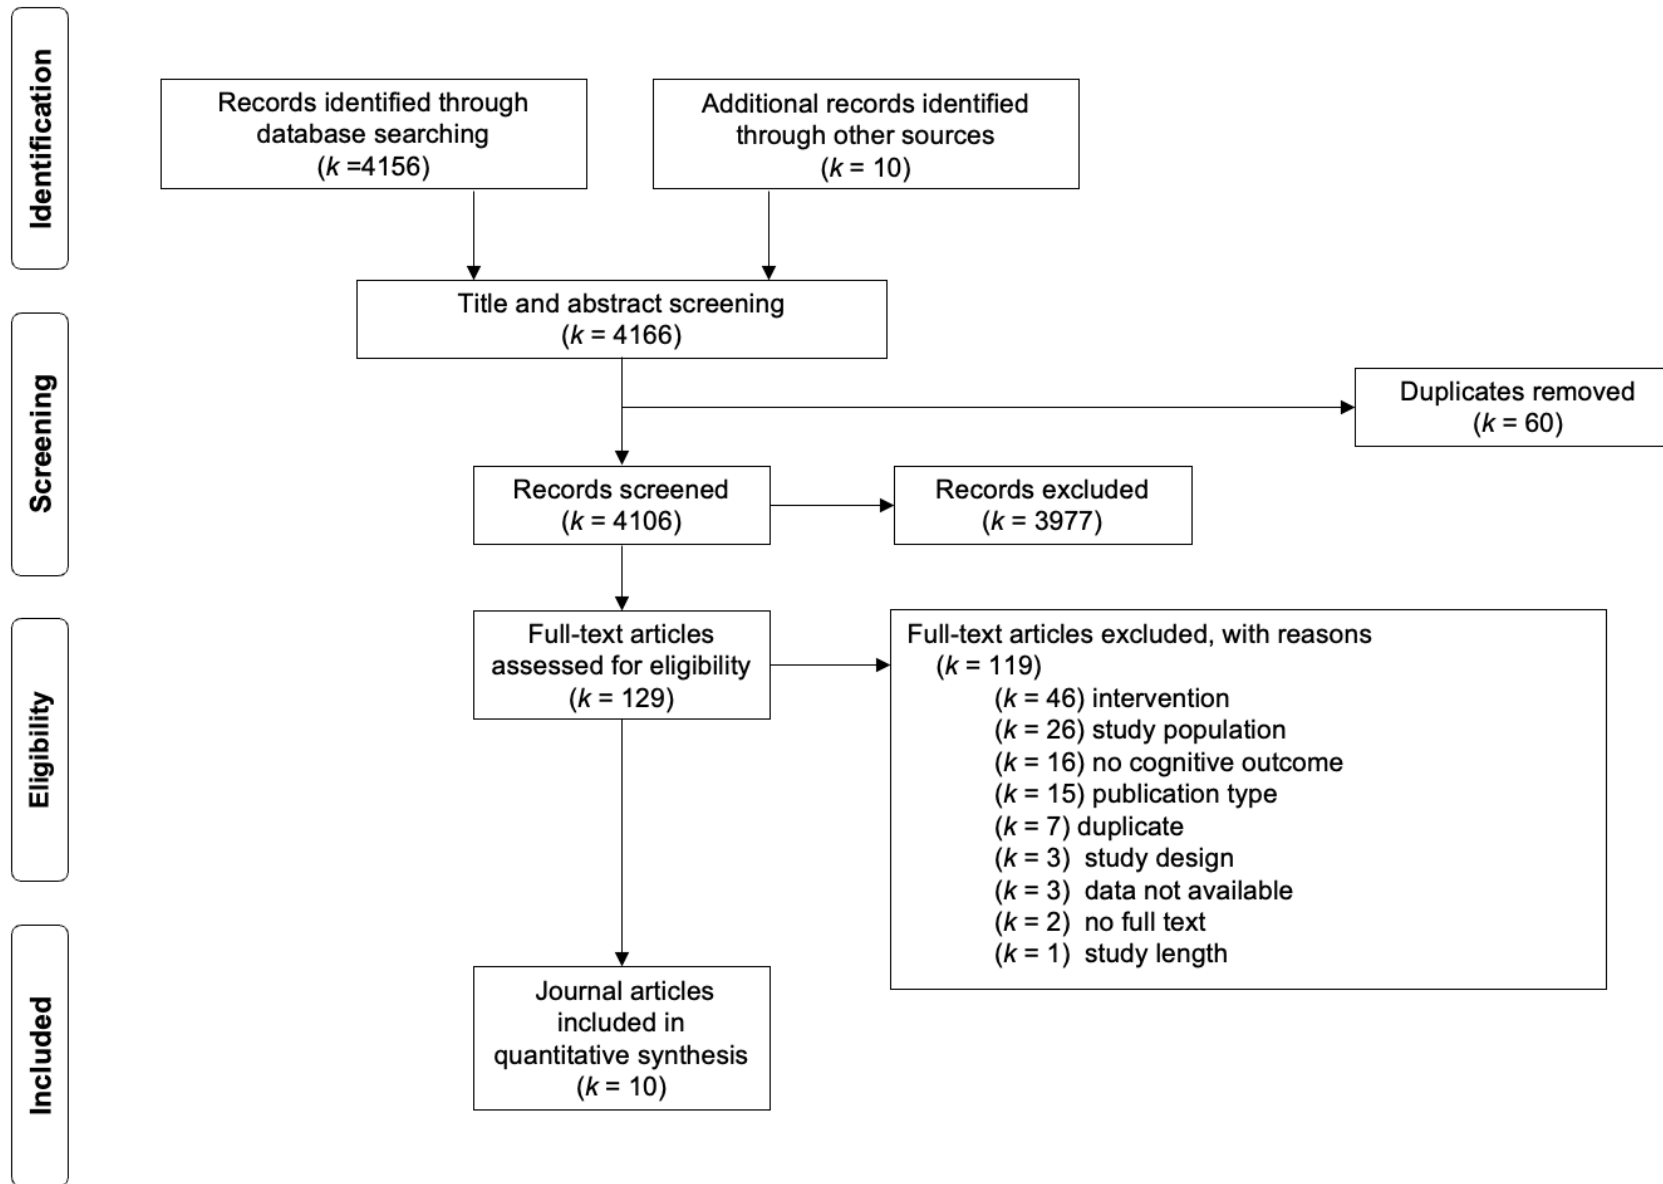 Identification
Records identified through
database searching
(k =4156)
Additional records identified
through other sources
(k = 10)
Title and abstract screening
(k = 4166)
Screening
Duplicates removed
(k = 60)
Records screened
(k = 4106)
Records excluded
(k = 3977)
Eligibility
Full-text articles
assessed for eligibility
(k = 129)
Full-text articles excluded, with reasons
(k = 119)
(k = 46) intervention
(k = 26) study population
(k = 16) no cognitive outcome
(k = 15) publication type
(k = 7) duplicate
(k = 3)  study design
(k = 3)  data not available
(k = 2)  no full text
(k = 1)  study length
Included
Journal articles
included in
quantitative synthesis
(k = 10)